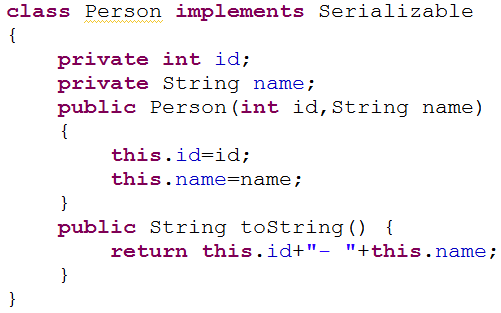 class Person implements Serializable
{
    private int id;
    private String name;
    public Person(int id,String name)
    {
        this.id=id;
        this.name=name;
    }
    public String toString() {
        return this.id+"- "+this.name;
    }
}